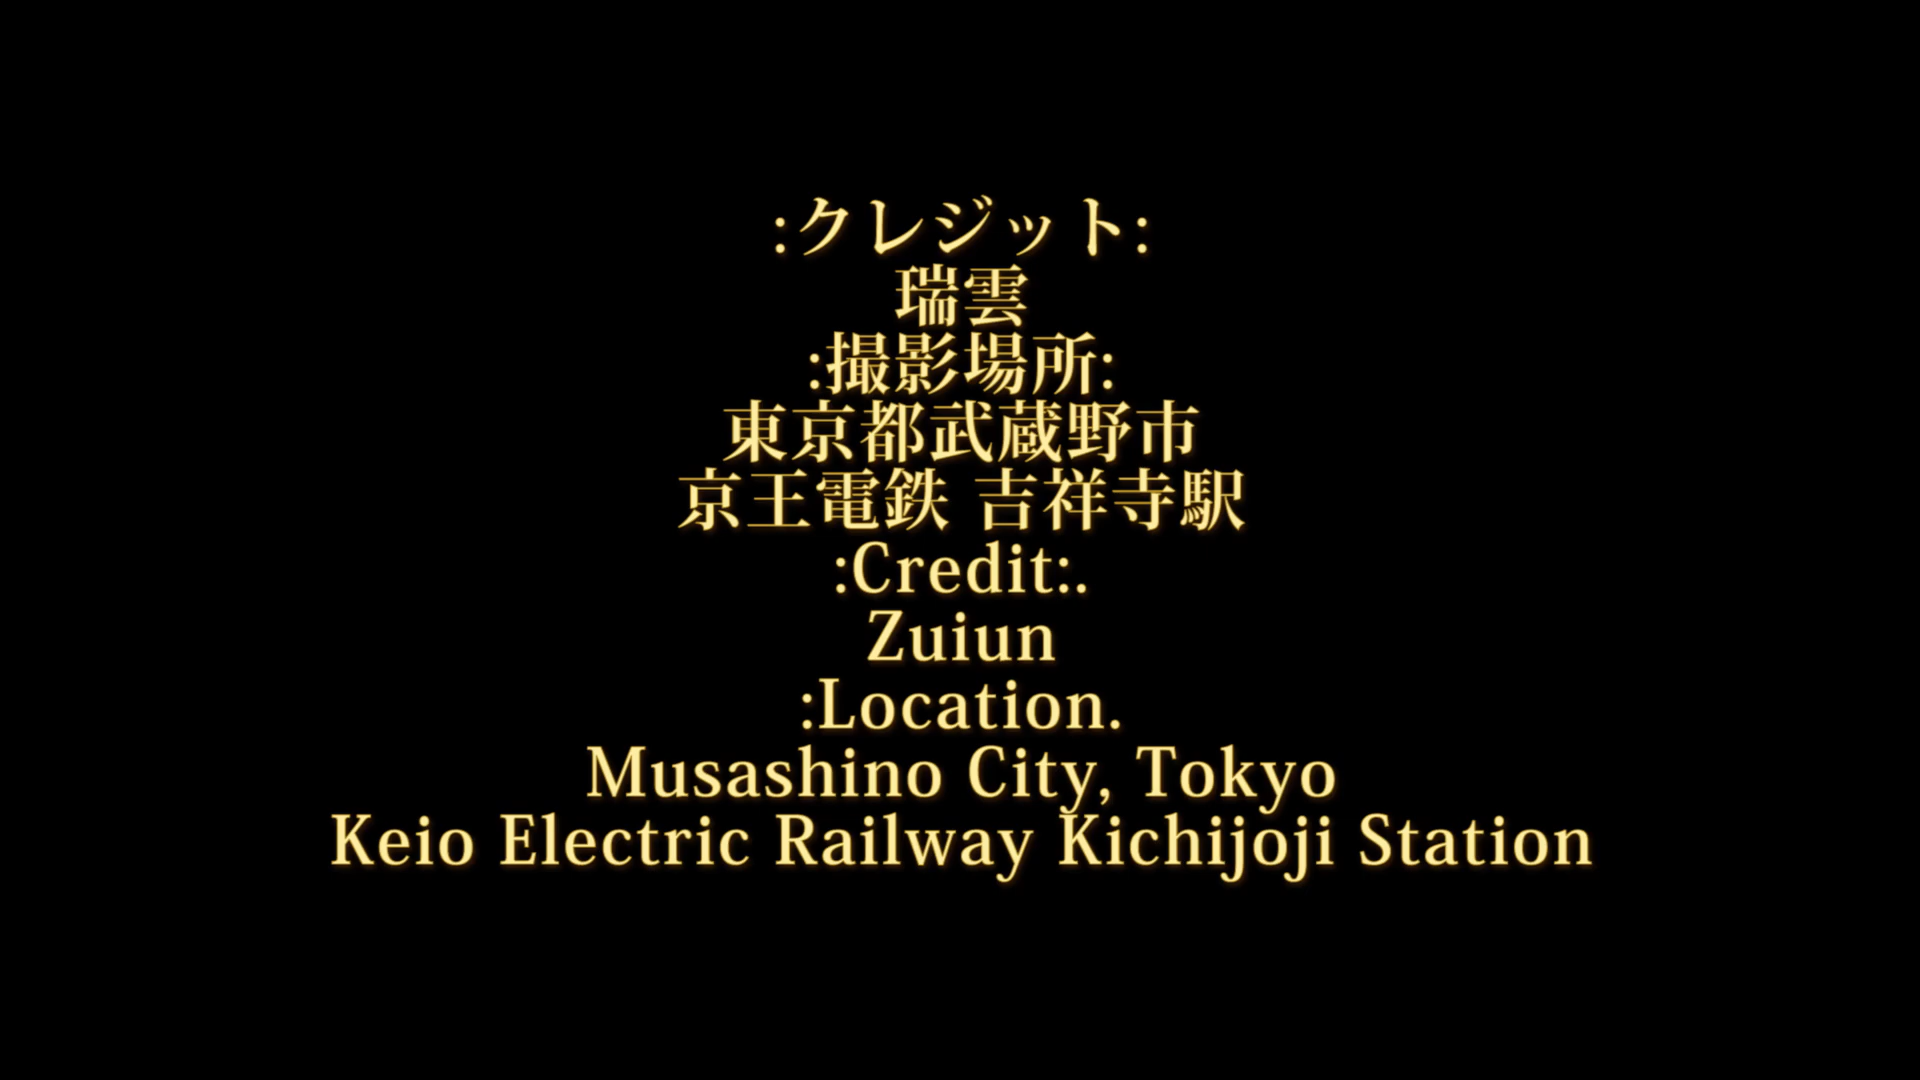 :クレジット:
瑞雲
:撮影場所:
東京都武蔵野市
京王電鉄 吉祥寺駅
:Credit:.
Zuiun
:Location.
Musashino City, Tokyo
Keio Electric Railway Kichijoji Station